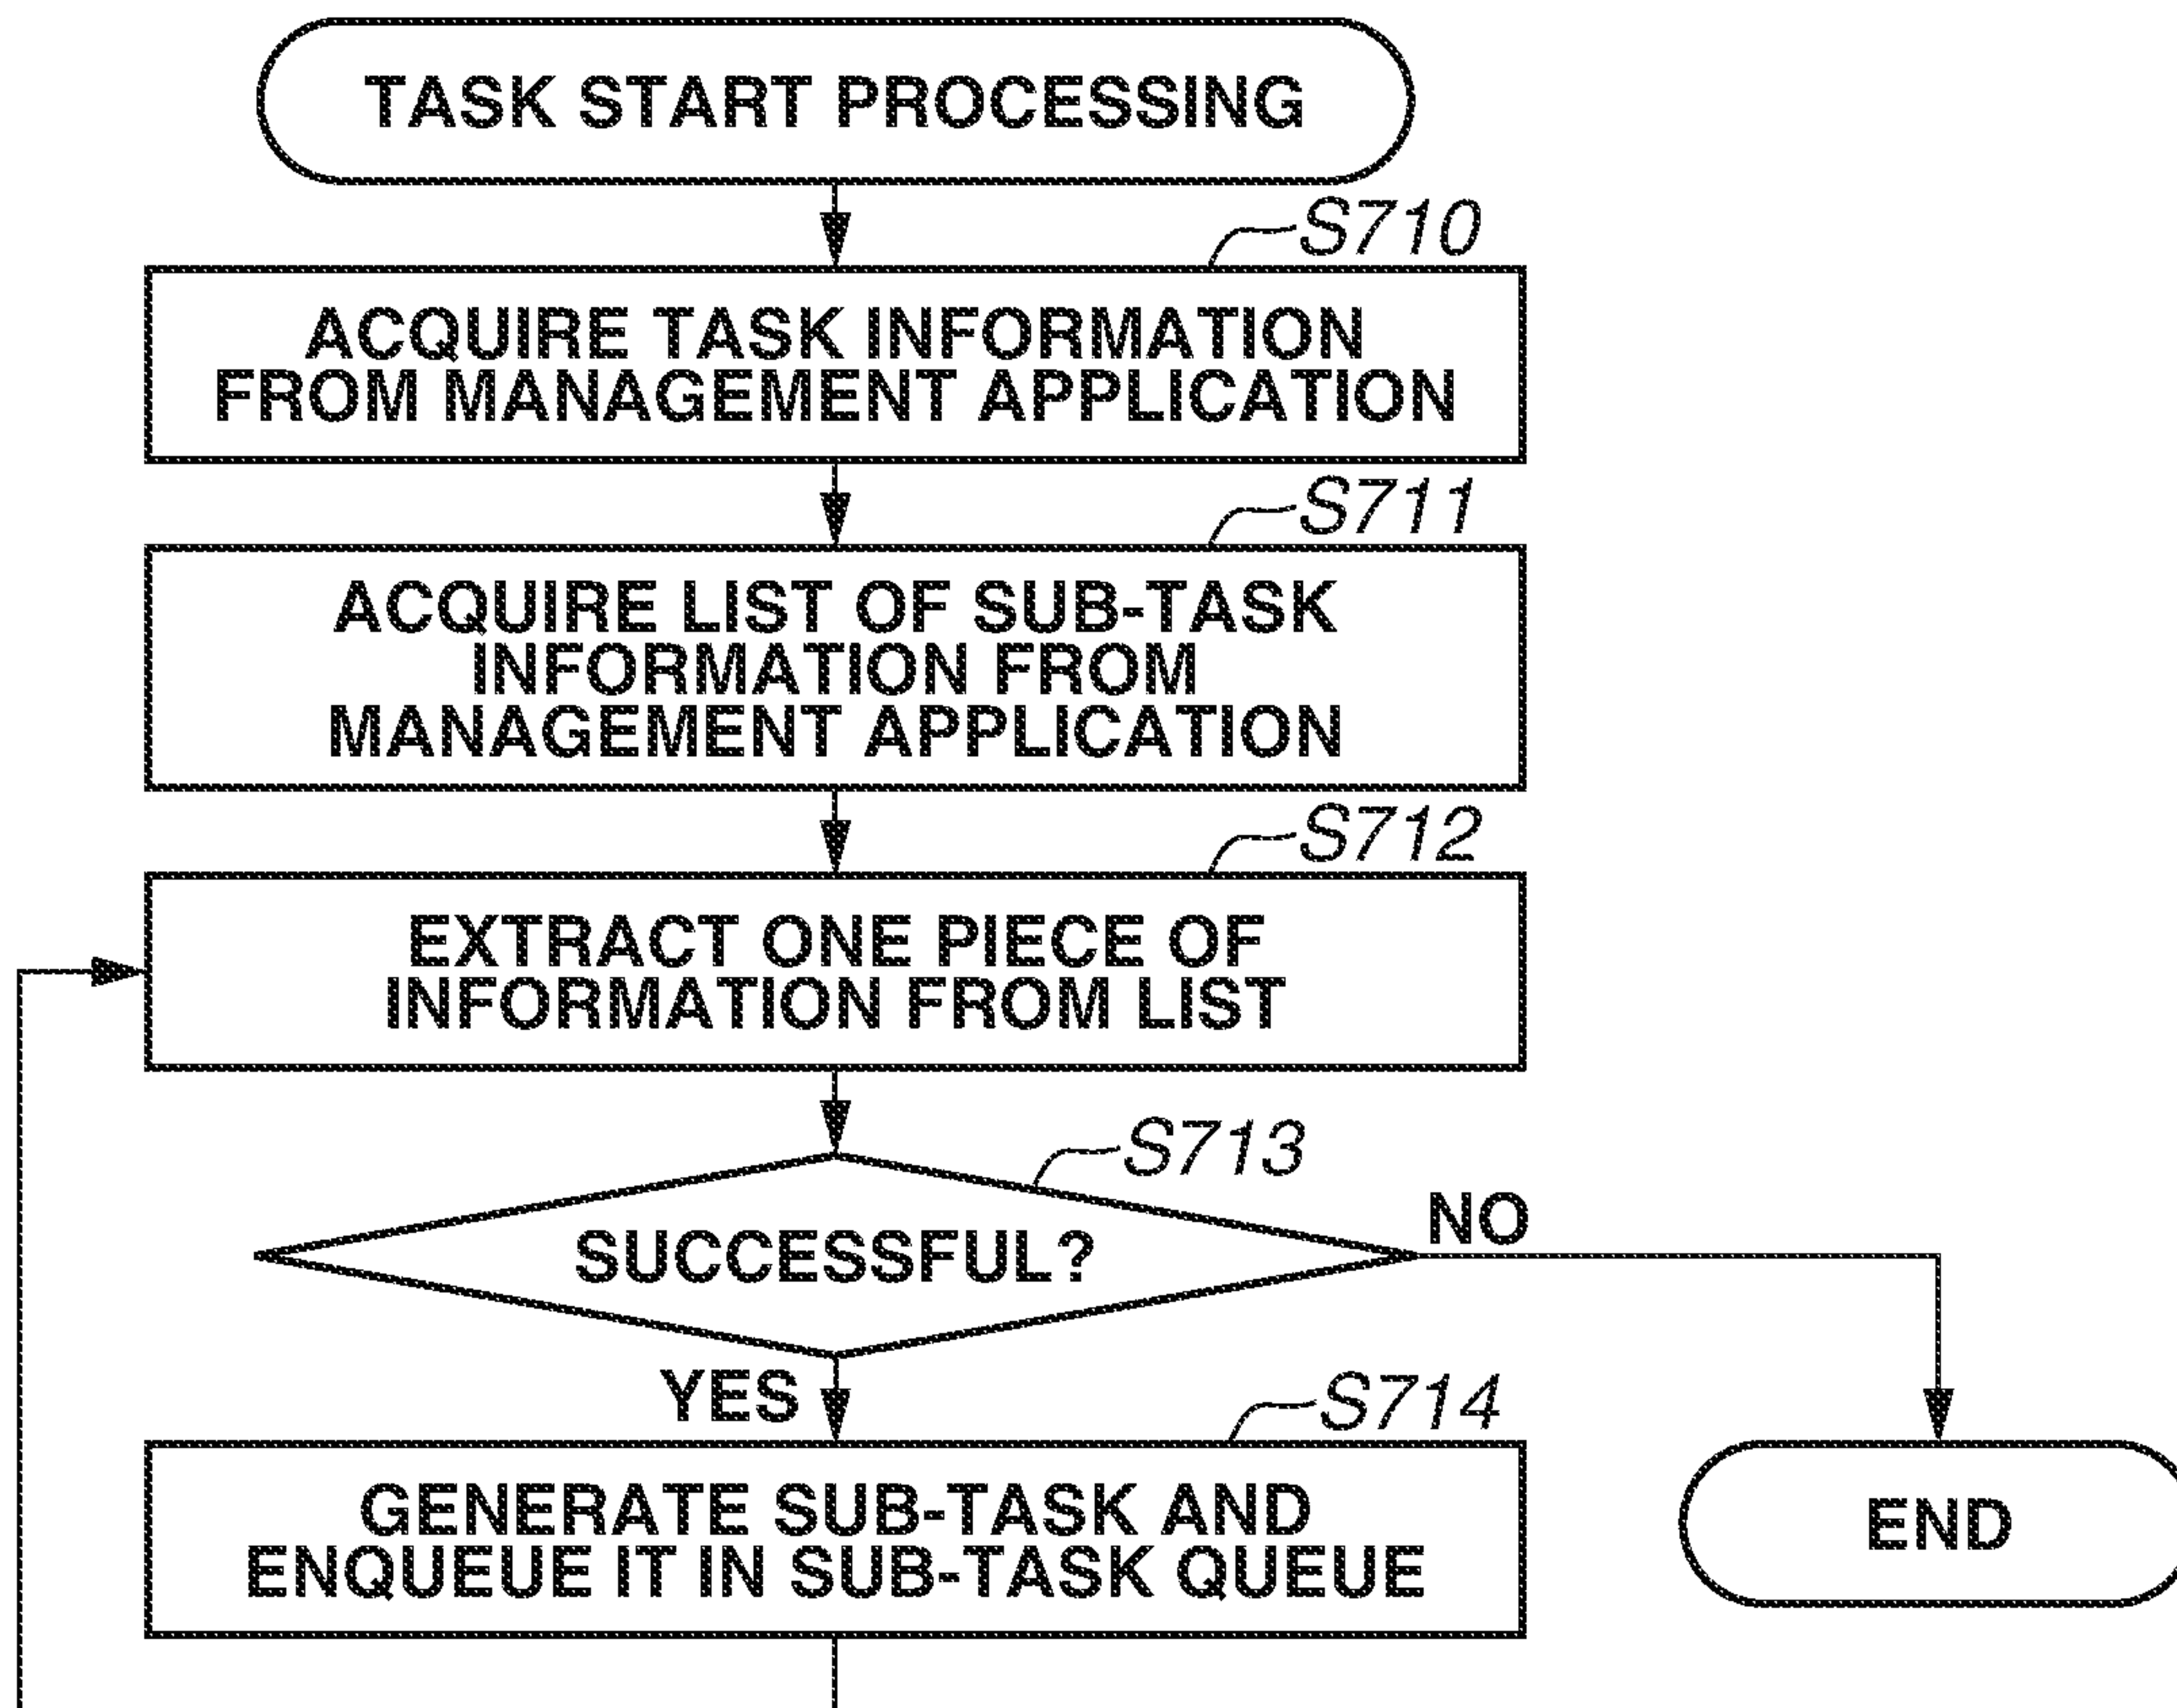 TASK START PROCESSING
S710
ACQUIRE TASK INFORMATION
FROM MANAGEMENT APPLICATION
S711
ACQUIRE LIST OF SUB-TASK
INFORMATION FROM
MANAGEMENT APPLICATION
S712
EXTRACT ONE PIECE OF
INFORMATION FROM LIST
S713
SUCCESSFUL?
NO
YES
S714
GENERATE SUB-TASK AND
ENQUEUE IT IN SUB-TASK QUEUE
END